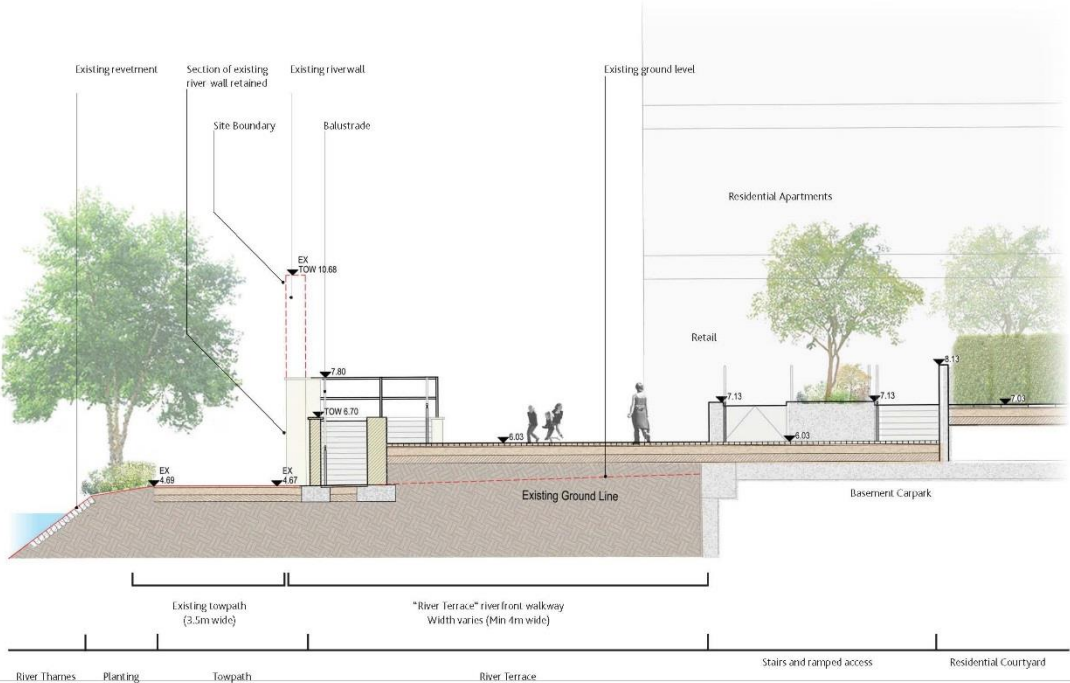 Existing revetment
Section of existing
river wall retained
Existing riverwall
Existing ground level
Site Boundary
Balustrade
Residential Apartments
EX
TOW 10.68
Retail
8.13
7.80
7.13
7.13
7.03
TOW 6.70
6.03
6.03
EX
4.69
EX
4.67
Existing Ground Line
Basement Carpark
Existing towpath
(3.5m wide)
"River Terrace" riverfront walkway
Width varies (Min 4m wide)
Stairs and ramped access
Residential Courtyard
River Thames
Planting
Towpath
River Terrace